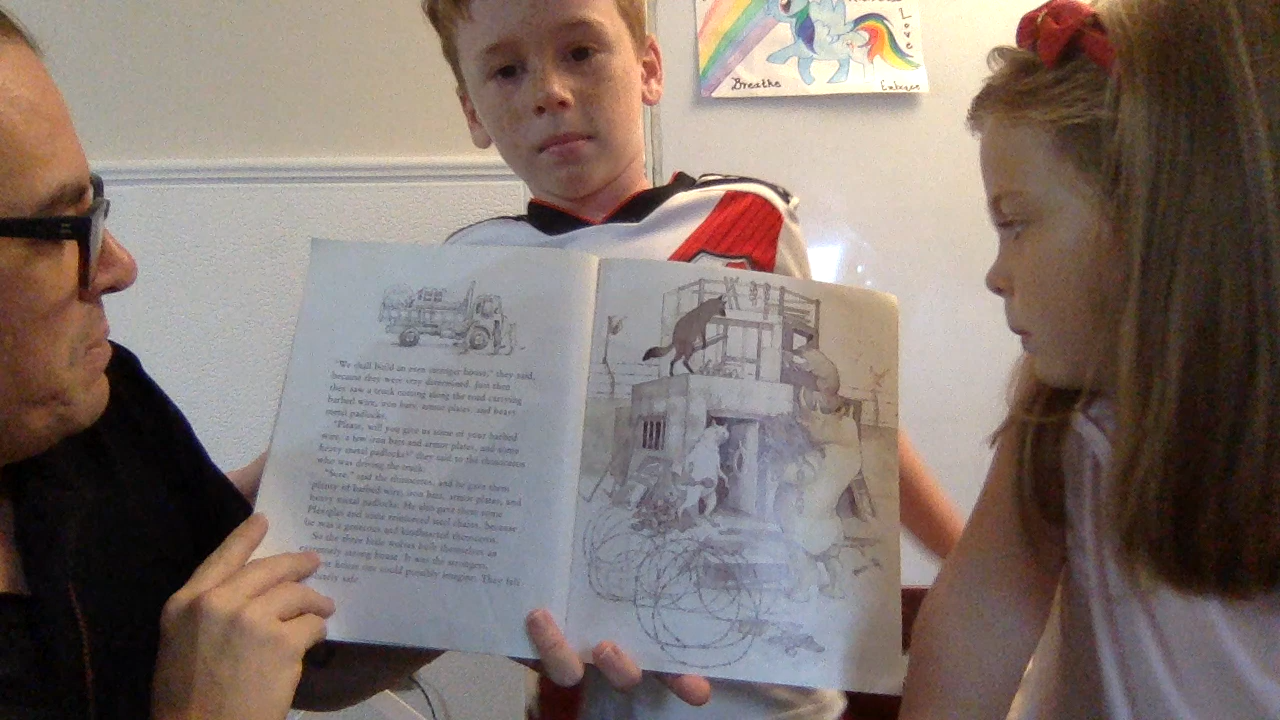 Love
Breathe
Embrace
"We shall build an even stronger house," they said,
because they were very determined. Just then
they saw a truck coming along the road carrying
barbed wire, iron bars, armor plates, and heavy
metal padlocks.
"Please, will you give us some of your barbed
wire, a few iron bars and armor plates, and some
heavy metal padlocks?" they said to the rhinoceros
who was driving the truck.
"Sure," said the rhinoceros, and he gave them
plenty of barbed wire, iron bars, armor plates, and
heavy metal padlocks. He also gave them some
Plexiglas and some reinforced steel chains, because
he was a generous and kindhearted rhinoceros.
So the three little wolves built themselves an
extremely strong house. It was the strongest,
house one could possibly imagine. They felt
safe.